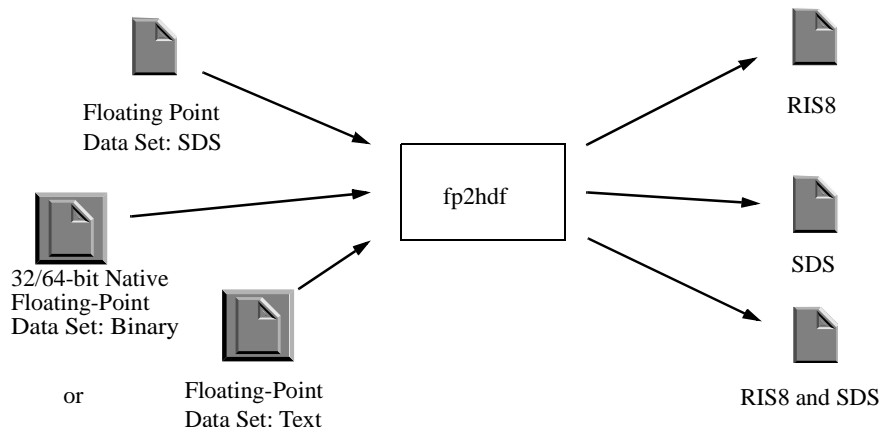 Floating Point
Data Set: SDS
32/64-bit Native
Floating-Point
Data Set: Binary
or
Floating-Point
Data Set: Text
fp2hdf
RIS8
SDS
RIS8 and SDS